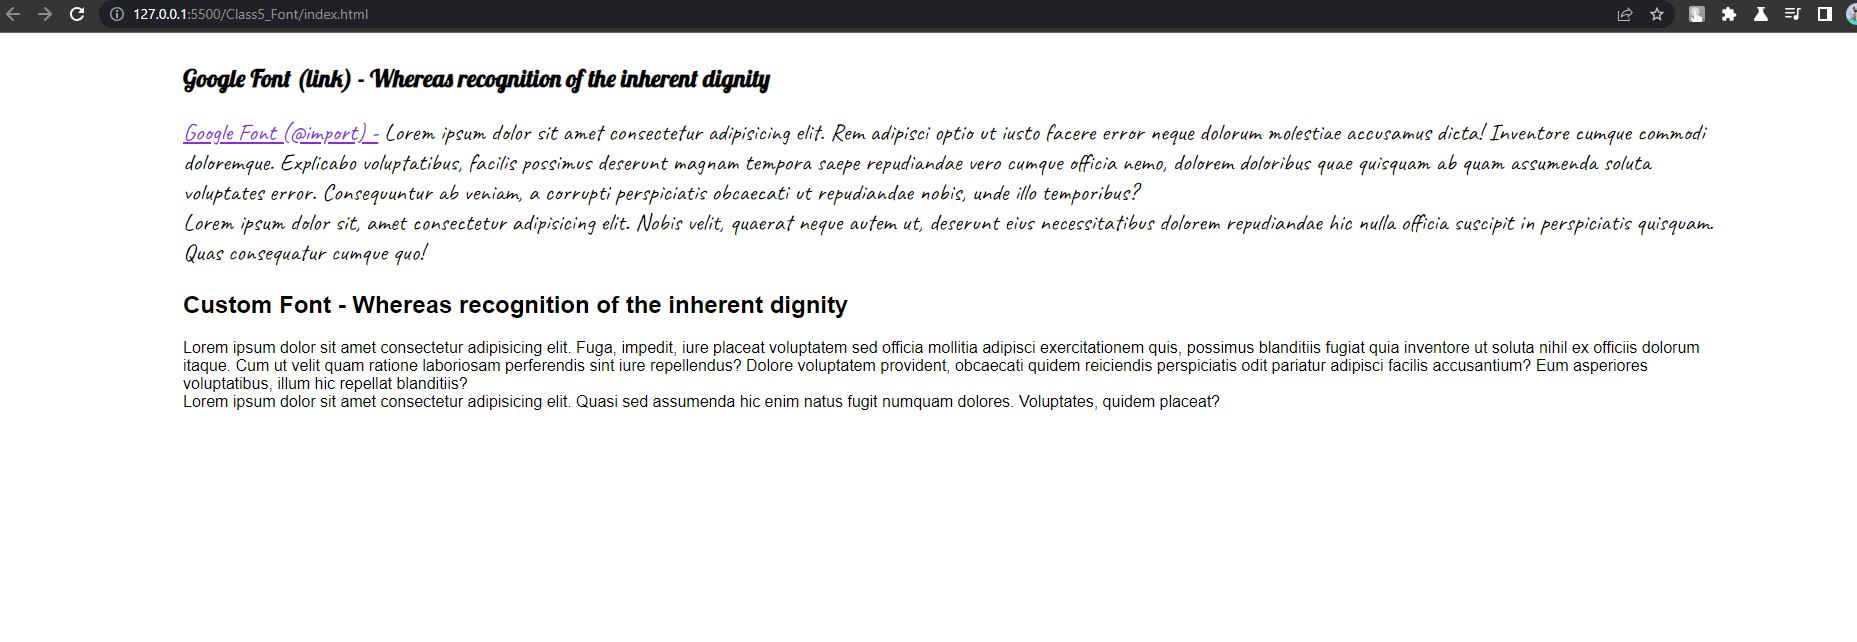 127.0.0.1:5500/Class5_Font/index.html
Google Font (link) - Whereas recognition of the inherent dignity
Google Font (@import) - Lorem ipsum dolor sit amet consectetur adipisicing elit. Rem adipisci optio ut iusto facere error neque dolorum molestiae accusamus dicta! Inventore cumque commodi
doloremque. Explicabo voluptatibus, facilis possimus deserunt magnam tempora saepe repudiandae vero cumque officia nemo, dolorem doloribus quae quisquam ab quam assumenda soluta
voluptates error. Consequuntur ab veniam, a corrupti perspiciatis obcaecati ut repudiandae nobis, unde illo temporibus?
Lorem ipsum dolor sit, amet consectetur adipisicing elit. Nobis velit, quaerat neque autem ut, deserunt eius necessitatibus dolorem repudiandae hic nulla officia suscipit in perspiciatis quisquam.
Quas consequatur cumque quo!
Custom Font - Whereas recognition of the inherent dignity
Lorem ipsum dolor sit amet consectetur adipisicing elit. Fuga, impedit, iure placeat voluptatem sed officia mollitia adipisci exercitationem quis, possimus blanditiis fugiat quia inventore ut soluta nihil ex officiis dolorum
itaque. Cum ut velit quam ratione laboriosam perferendis sint iure repellendus? Dolore voluptatem provident, obcaecati quidem reiciendis perspiciatis odit pariatur adipisci facilis accusantium? Eum asperiores
voluptatibus, illum hic repellat blanditiis?
Lorem ipsum dolor sit amet consectetur adipisicing elit. Quasi sed assumenda hic enim natus fugit numquam dolores. Voluptates, quidem placeat?